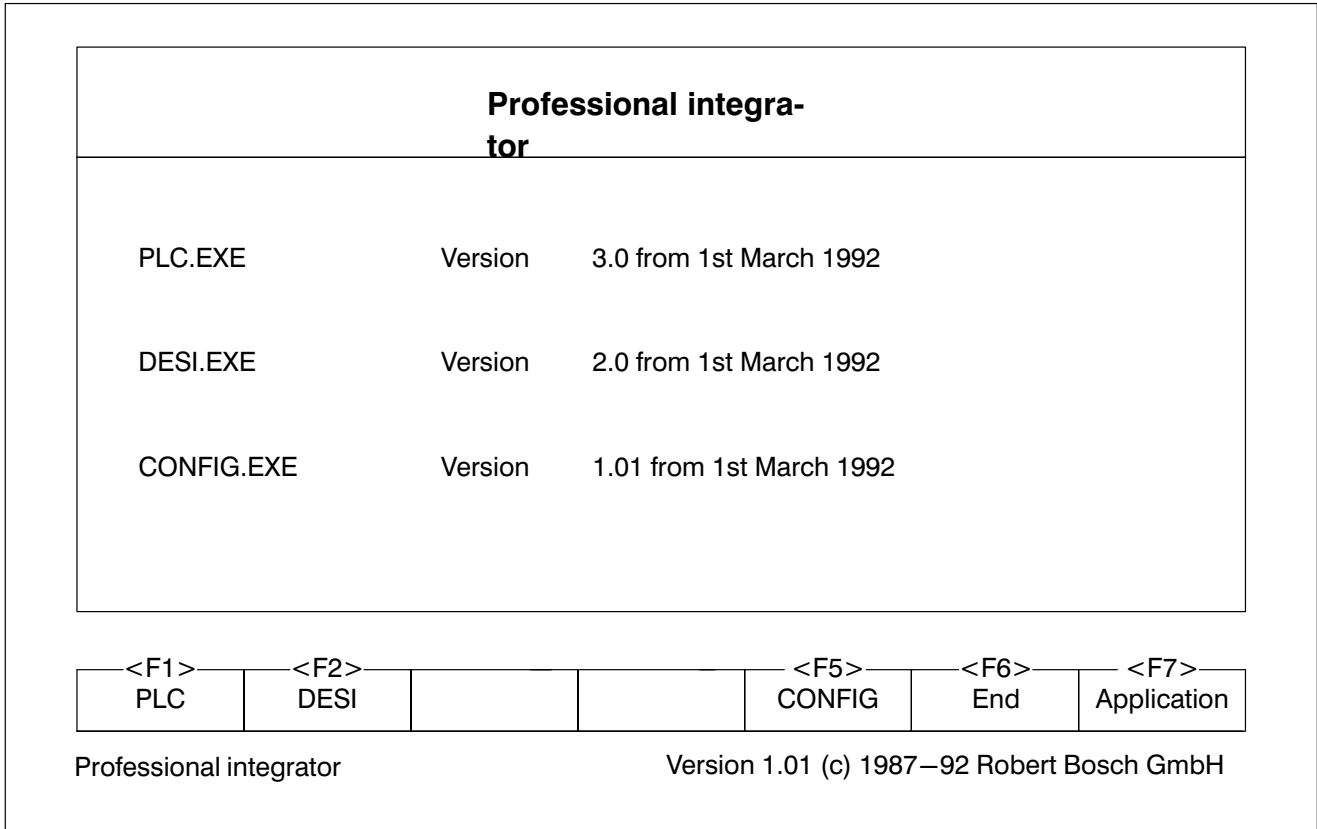 Professional integra-
tor
PLC.EXE Version 3.0 from 1st March 1992
DESI.EXE Version 2.0 from 1st March 1992
CONFIG.EXE Version 1.01 from 1st March 1992
<F1> <F2> <F5> <F6> <F7>
PLC DESI CONFIG End Application
Professional integrator Version 1.01 (c) 1987−92 Robert Bosch GmbH